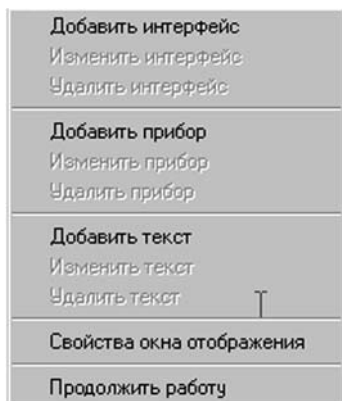 Добавить интерфейс
Изменить интерфейс
Удалить интерфейс
Добавить прибор
Изменить прибор
Удалить прибор
Добавить текст
Изменить текст
Удалить текст
Свойства окна отображения
Продолжить работу